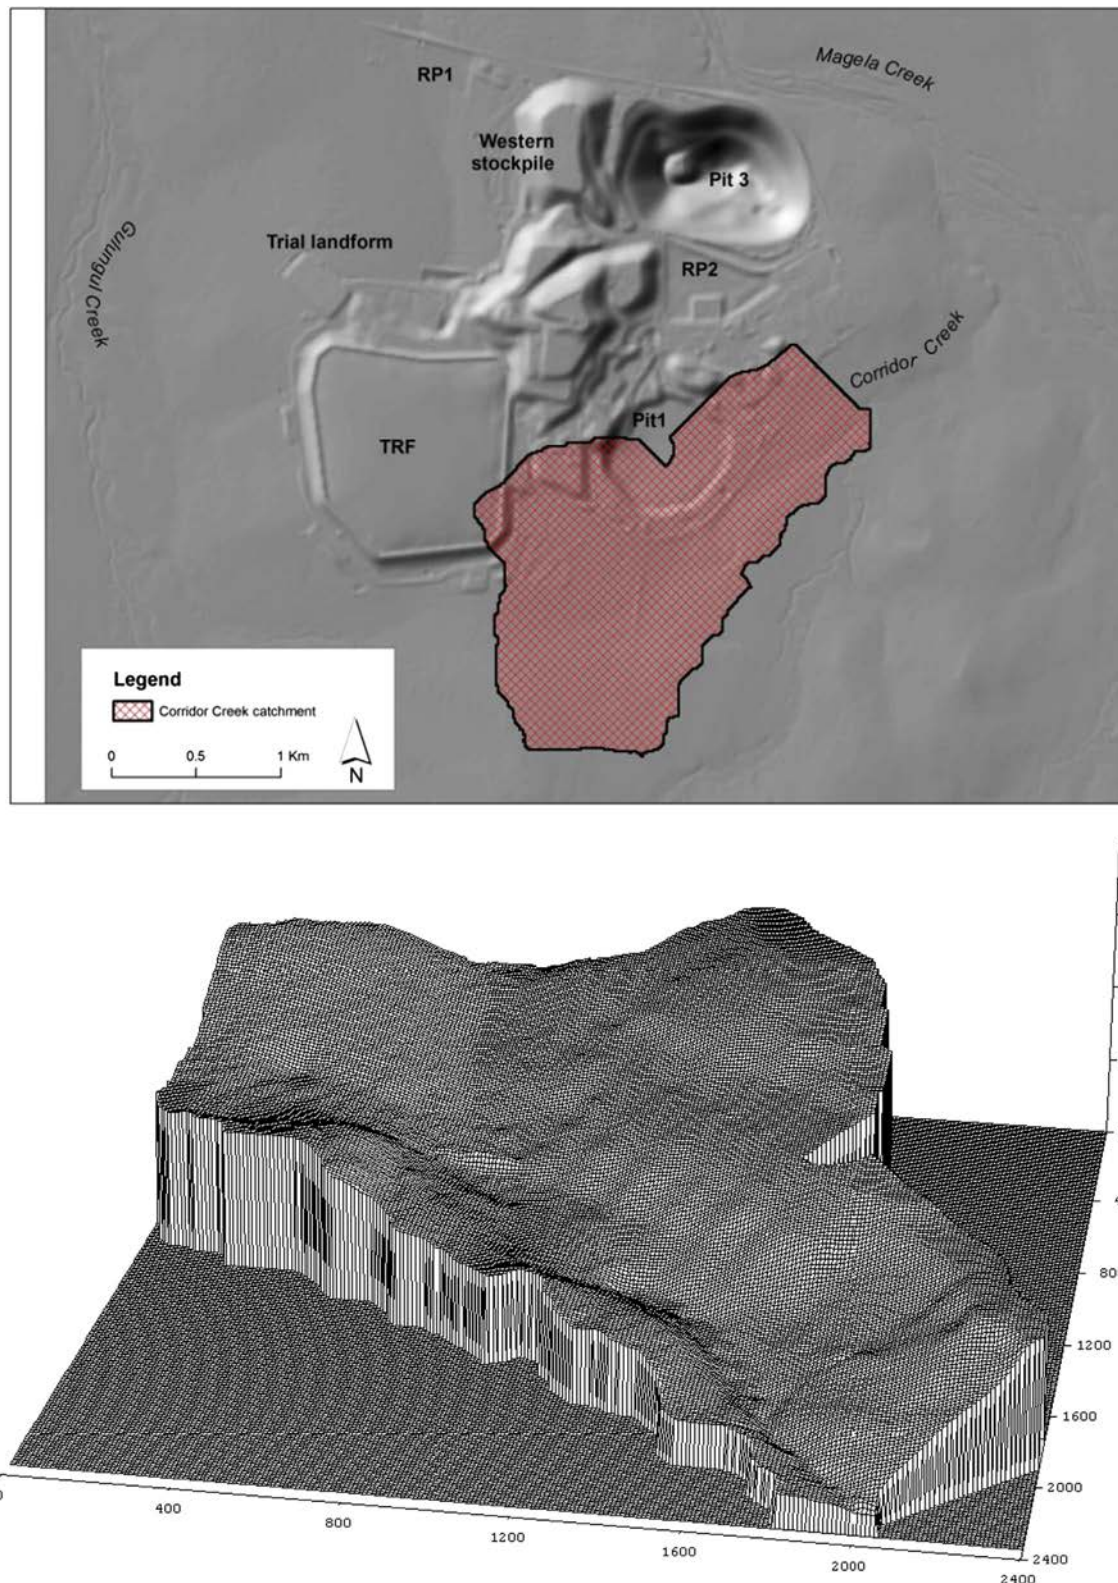 Magela Creek
RP1
Western
stockpile
Pit 3
Gulungul Creek
Trial landform
RP2
Corridor Creek
Pit1
TRF
Legend
Corridor Creek catchment
0 0.5 1 Km
N
1200
1600
2000
2400
400
800
1200
1600
2000
2400